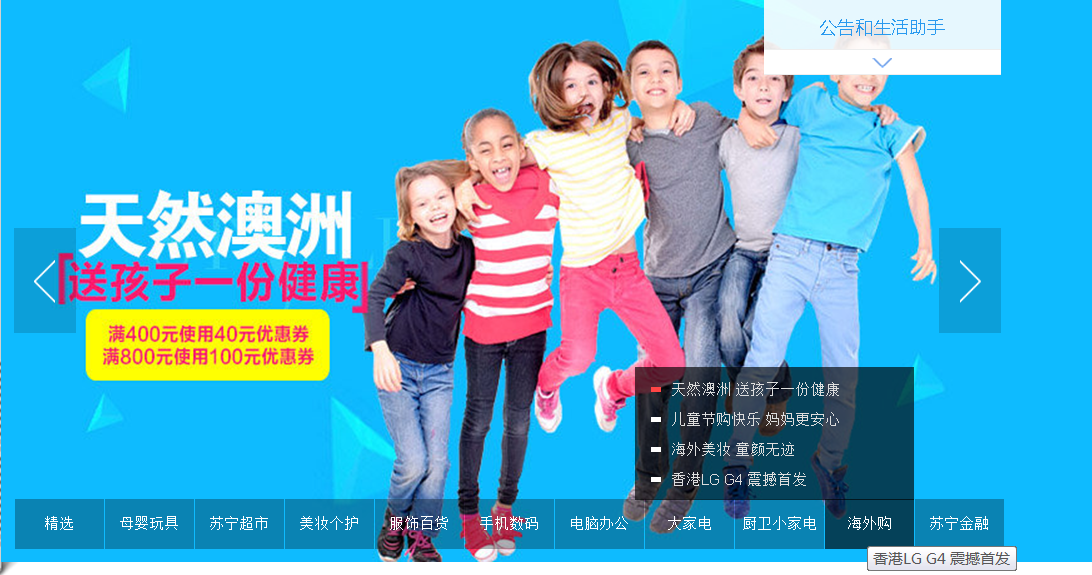 公告和生活助手
天然澳洲
[送孩子一份健康]
满400元使用40元优惠券
满800元使用100元优惠券
天然澳洲 送孩子一份健康
儿童节购快乐 妈妈更安心
海外美妆 童颜无迹
香港LG G4 震撼首发
精选 母婴玩具 苏宁超市 美妆个护 服饰百货 手机数码 电脑办公 大家电 厨卫小家电 海外购 苏宁金融
香港LG G4 震撼首发